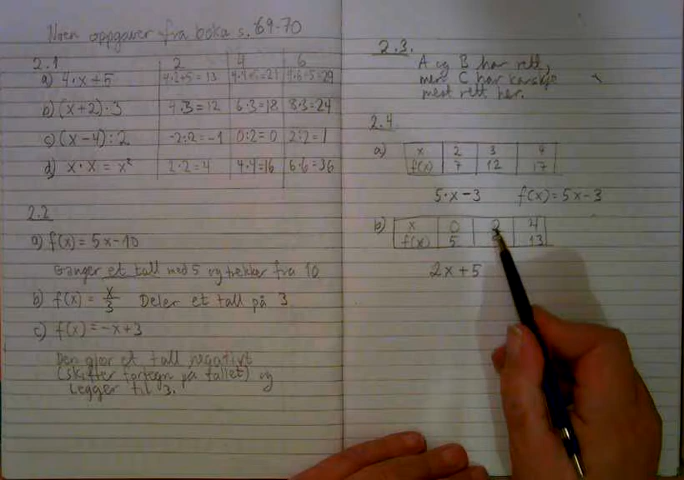 Noen oppgaver fra boka s. 69-70
2.1 2 4 6
a) 4·x+5 4·2+5=13 4·4+5=21 4·6+5=29
b) (x+2)·3 4·3=12 6·3=18 8·3=24
c) (x-4):2 -2:2=-1 0:2=0 2:2=1
d) x·x=x² 2·2=4 4·4=16 6·6=36
2.2
a) f(x)=5x-10
Ganger et tall med 5 og trekker fra 10
b) f(x)=x/3 Deler et tall på 3
c) f(x)=-x+3
Den gjør et tall negativt
(skifter fortegn på tallet) og
legger til 3.
2.3.
A og B har rett,
men C har kanskje
mest rett her.
2.4
a) x 2 3 4
f(x) 7 12 17
5·x-3 f(x)=5x-3
b) x 0 2 4
f(x) 5 13
2x+5